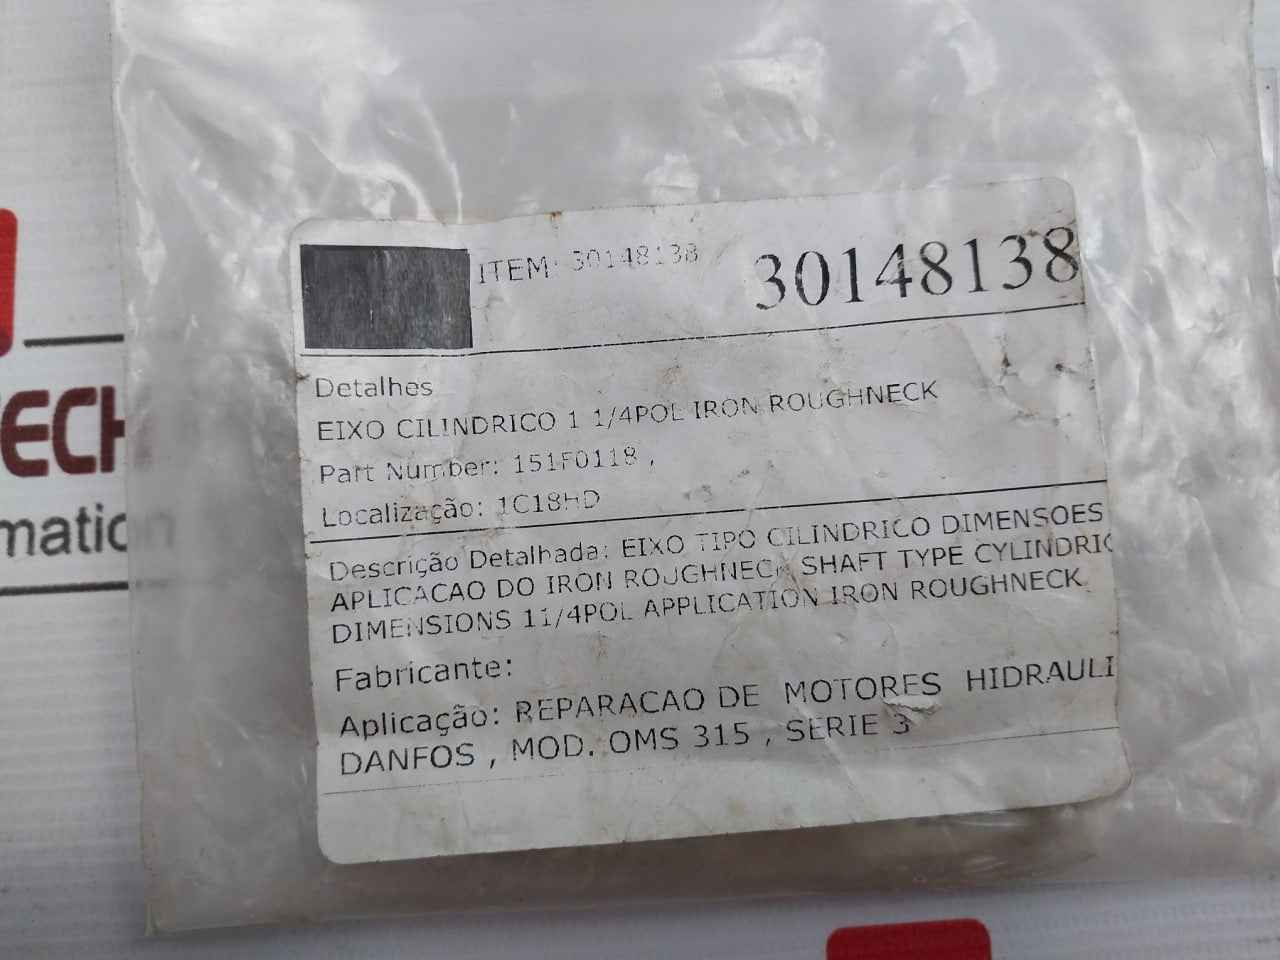 ITEM: 30148138
30148138
Detalhes
EIXO CILINDRICO 1 1/4POL IRON ROUGHNECK
Part Number: 151F0118 ,
Localização: 1C18HD
Descrição Detalhada: EIXO TIPO CILINDRICO DIMENSOES
APLICACAO DO IRON ROUGHNECK SHAFT TYPE CYLINDRIC
DIMENSIONS 11/4POL APPLICATION IRON ROUGHNECK
Fabricante:
Aplicação: REPARACAO DE MOTORES HIDRAULI
DANFOS , MOD. OMS 315 , SERIE 3
ECH
mation